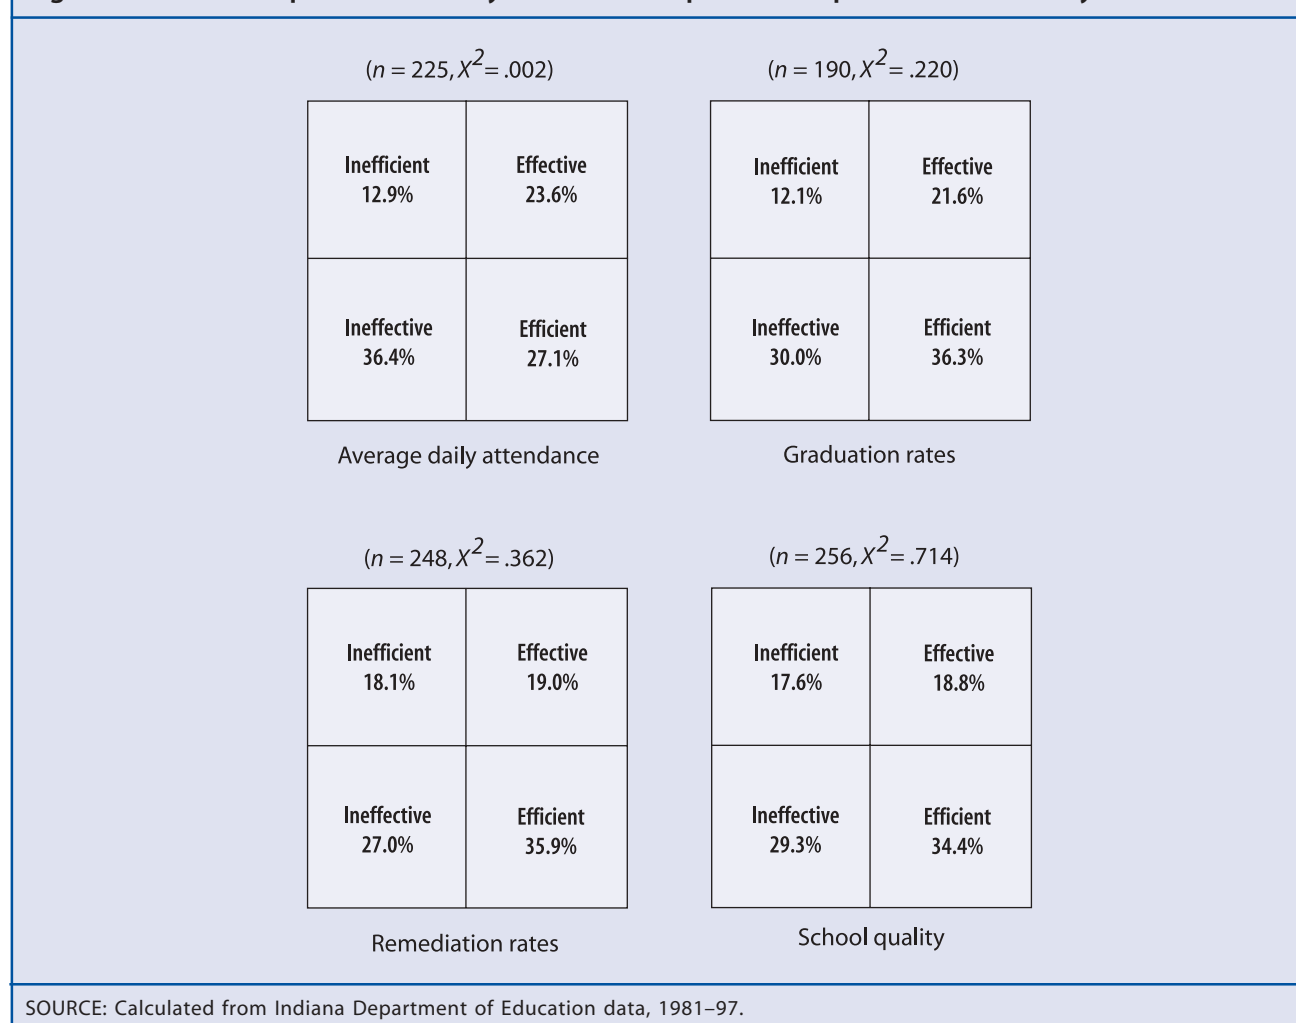 (n = 225, X2= .002)
(n = 190, X2= .220)
Inefficient
12.9%
Effective
23.6%
Ineffective
36.4%
Efficient
27.1%
Average daily attendance
Inefficient
12.1%
Effective
21.6%
Ineffective
30.0%
Efficient
36.3%
Graduation rates
(n = 248, X2= .362)
(n = 256, X2= .714)
Inefficient
18.1%
Effective
19.0%
Ineffective
27.0%
Efficient
35.9%
Remediation rates
Inefficient
17.6%
Effective
18.8%
Ineffective
29.3%
Efficient
34.4%
School quality
SOURCE: Calculated from Indiana Department of Education data, 1981–97.